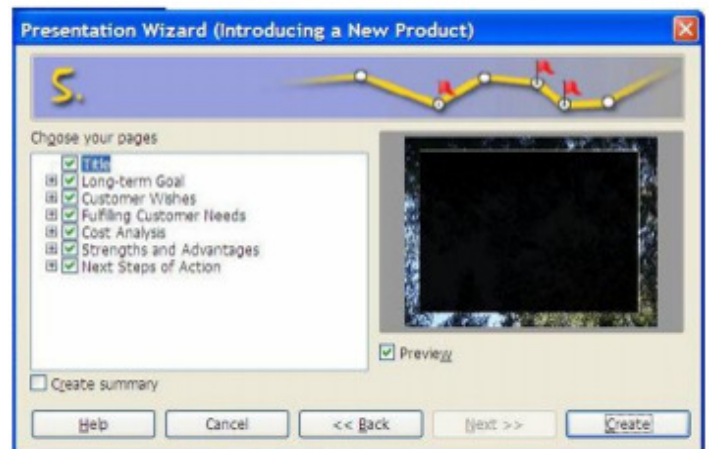 Presentation Wizard (Introducing a New Product)
5.
Choose your pages
Title
Long-term Goal
Customer Wishes
Fulfilling Customer Needs
Cost Analysis
Strengths and Advantages
Next Steps of Action
Preview
Create summary
Help
Cancel
<< Back
Next >>
Create